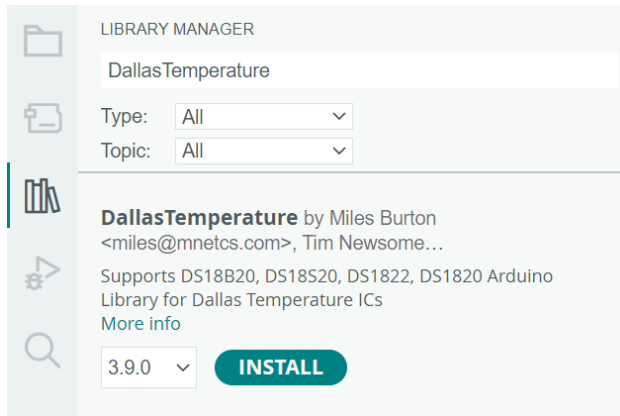 LIBRARY MANAGER
DallasTemperature
Type: All
Topic: All
DallasTemperature by Miles Burton
<miles@mnetcs.com>, Tim Newsome...
Supports DS18B20, DS18S20, DS1822, DS1820 Arduino
Library for Dallas Temperature ICs
More info
3.9.0 INSTALL